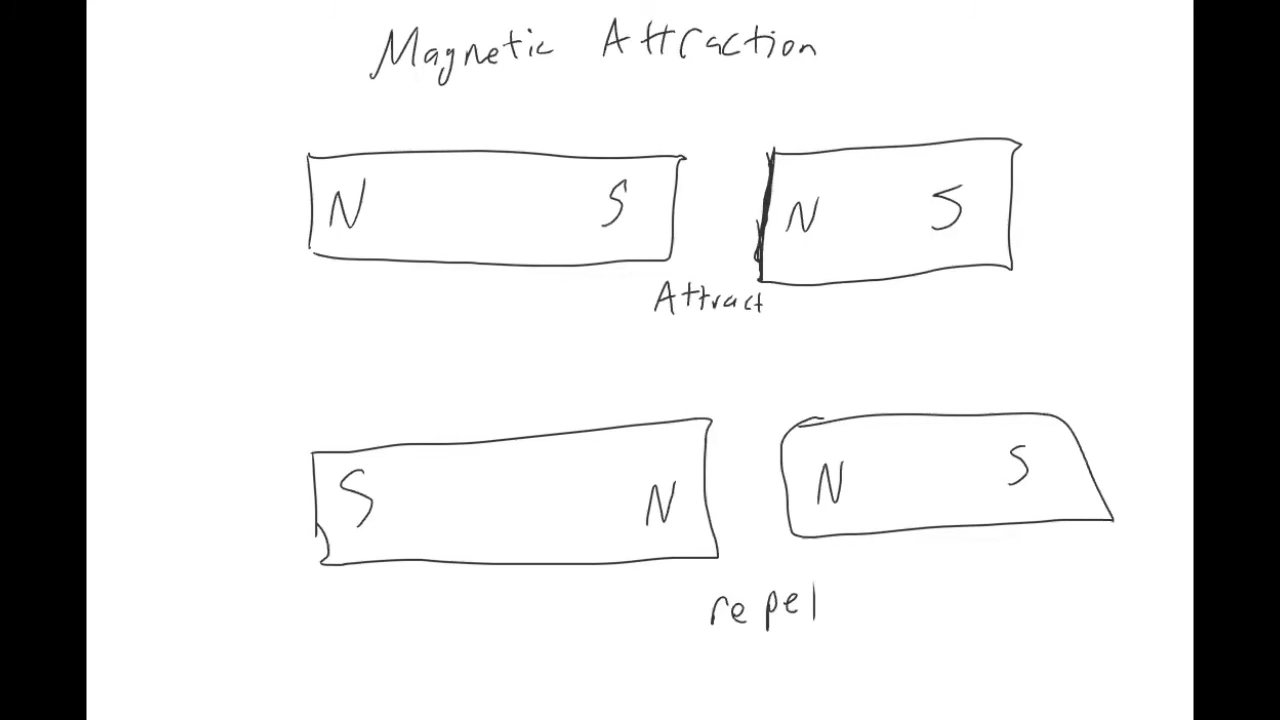 Magnetic Attraction
N S N S
Attract
S N N S
repel